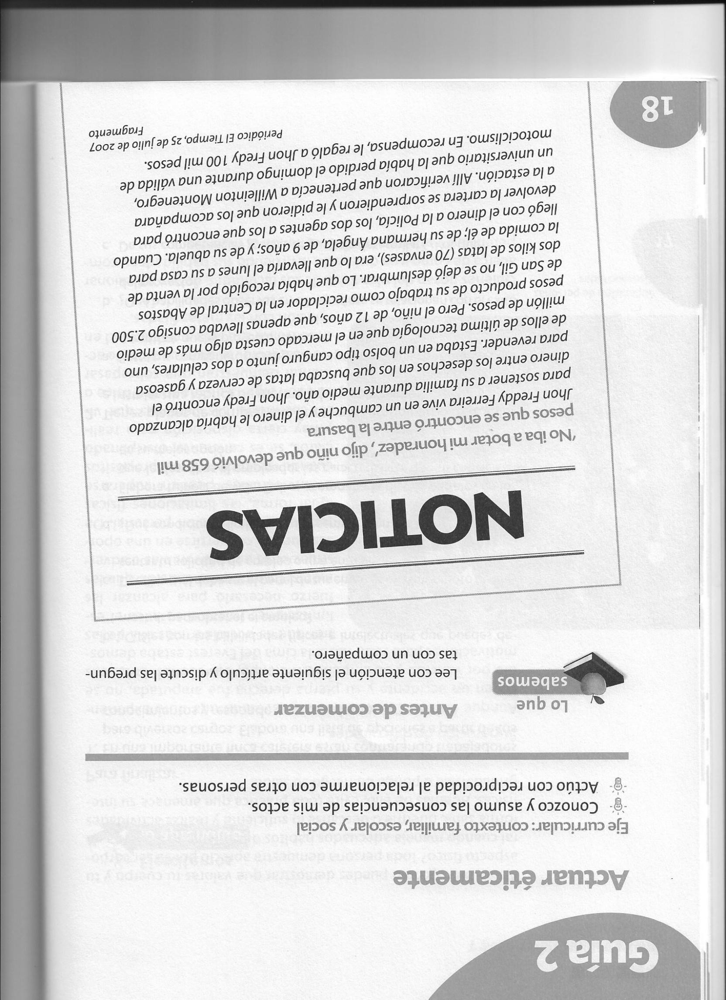 Guía 2
Actuar éticamente
Eje curricular: contexto familiar, escolar y social
Conozco y asumo las consecuencias de mis actos.
Actúo con reciprocidad al relacionarme con otras personas.
Lo que
sabemos
Antes de comenzar
Lee con atención el siguiente artículo y discute las pregun-
tas con un compañero.
NOTICIAS
'No iba a botar mi honradez', dijo niño que devolvió 658 mil
pesos que se encontró entre la basura
Jhon Freddy Ferreira vive en un cambuche y el dinero le habría alcanzado
para sostener a su familia durante medio año. Jhon Fredy encontró el
dinero entre los desechos en los que buscaba latas de cerveza y gaseosa
para revender. Estaba en un bolso tipo canguro junto a dos celulares, uno
de ellos de última tecnología que en el mercado cuesta algo más de medio
millón de pesos. Pero el niño, de 12 años, que apenas llevaba consigo 2.500
pesos producto de su trabajo como reciclador en la Central de Abastos
de San Gil, no se dejó deslumbrar. Lo que había recogido por la venta de
dos kilos de latas (70 envases), era lo que llevaría el lunes a su casa para
la comida de él; de su hermana Ángela, de 9 años; y de su abuela. Cuando
llegó con el dinero a la Policía, los dos agentes a los que encontró para
devolver la cartera se sorprendieron y le pidieron que los acompañara
a la estación. Allí verificaron que pertenecía a Willeinton Montenegro,
un universitario que la había perdido el domingo durante una válida de
motociclismo. En recompensa, le regaló a Jhon Fredy 100 mil pesos.
Periódico El Tiempo, 25 de julio de 2007
Fragmento
18